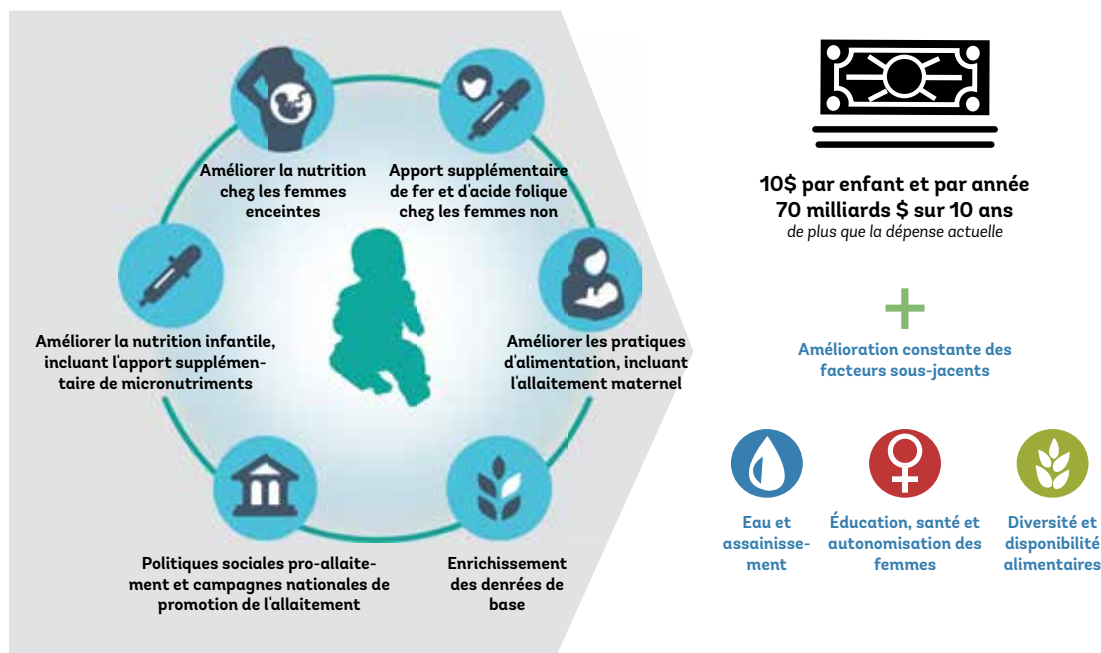 Améliorer la nutrition
chez les femmes
enceintes
Apport supplémentaire
de fer et d'acide folique
chez les femmes non
Améliorer la nutrition infantile,
incluant l'apport supplémen-
taire de micronutriments
Améliorer les pratiques
d'alimentation, incluant
l'allaitement maternel
Politiques sociales pro-allaite-
ment et campagnes nationales de
promotion de l'allaitement
Enrichissement
des denrées de
base
10$ par enfant et par année
70 milliards $ sur 10 ans
de plus que la dépense actuelle
+
Amélioration constante des
facteurs sous-jacents
Eau et
assainisse-
ment
Éducation, santé et
autonomisation des
femmes
Diversité et
disponibilité
alimentaires